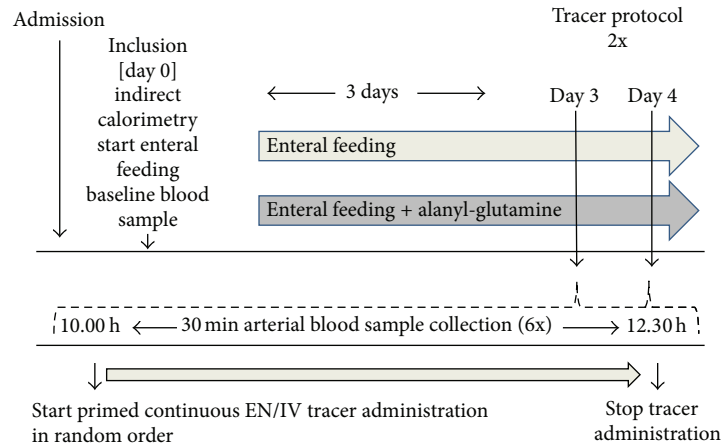 Admission
Inclusion
[day 0]
indirect
calorimetry
start enteral
feeding
baseline blood
sample
Tracer protocol
2x
3 days
Day 3
Day 4
Enteral feeding
Enteral feeding + alanyl-glutamine
10.00 h
30 min arterial blood sample collection (6x)
12.30 h
Start primed continuous EN/IV tracer administration
in random order
Stop tracer
administration